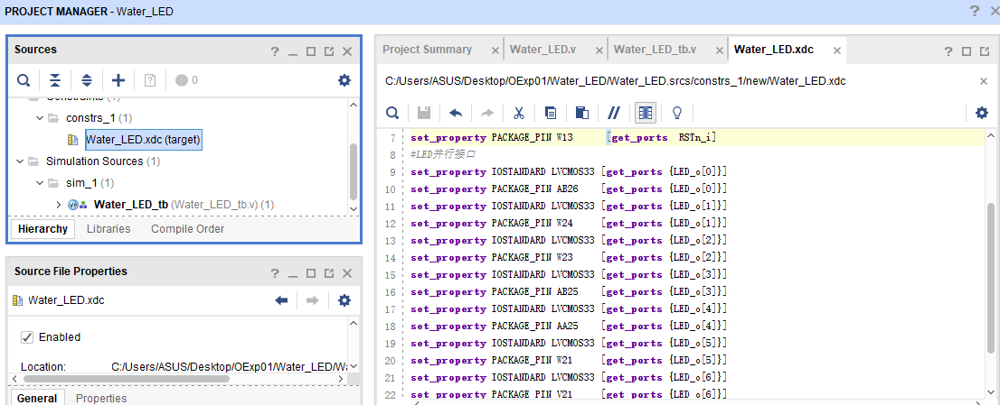 PROJECT MANAGER - Water_LED
Sources
0
Constraints
constrs_1 (1)
Water_LED.xdc (target)
Simulation Sources (1)
sim_1 (1)
Water_LED_tb (Water_LED_tb.v) (1)
Hierarchy Libraries Compile Order
Source File Properties
Water_LED.xdc
Enabled
Location: C:/Users/ASUS/Desktop/OExp01/Water_LED/Wa
General Properties
Project Summary Water_LED.v Water_LED_tb.v Water_LED.xdc
C:/Users/ASUS/Desktop/OExp01/Water_LED/Water_LED.srcs/constrs_1/new/Water_LED.xdc
7 set_property PACKAGE_PIN W13 [get_ports RSTn_i]
8 #LED并行接口
9 set_property IOSTANDARD LVCMOS33 [get_ports {LED_o[0]}]
10 set_property PACKAGE_PIN AB26 [get_ports {LED_o[0]}]
11 set_property IOSTANDARD LVCMOS33 [get_ports {LED_o[1]}]
12 set_property PACKAGE_PIN W24 [get_ports {LED_o[1]}]
13 set_property IOSTANDARD LVCMOS33 [get_ports {LED_o[2]}]
14 set_property PACKAGE_PIN W23 [get_ports {LED_o[2]}]
15 set_property IOSTANDARD LVCMOS33 [get_ports {LED_o[3]}]
16 set_property PACKAGE_PIN AB25 [get_ports {LED_o[3]}]
17 set_property IOSTANDARD LVCMOS33 [get_ports {LED_o[4]}]
18 set_property PACKAGE_PIN AA25 [get_ports {LED_o[4]}]
19 set_property IOSTANDARD LVCMOS33 [get_ports {LED_o[5]}]
20 set_property PACKAGE_PIN W21 [get_ports {LED_o[5]}]
21 set_property IOSTANDARD LVCMOS33 [get_ports {LED_o[6]}]
22 set_property PACKAGE_PIN V21 [get_ports {LED_o[6]}]